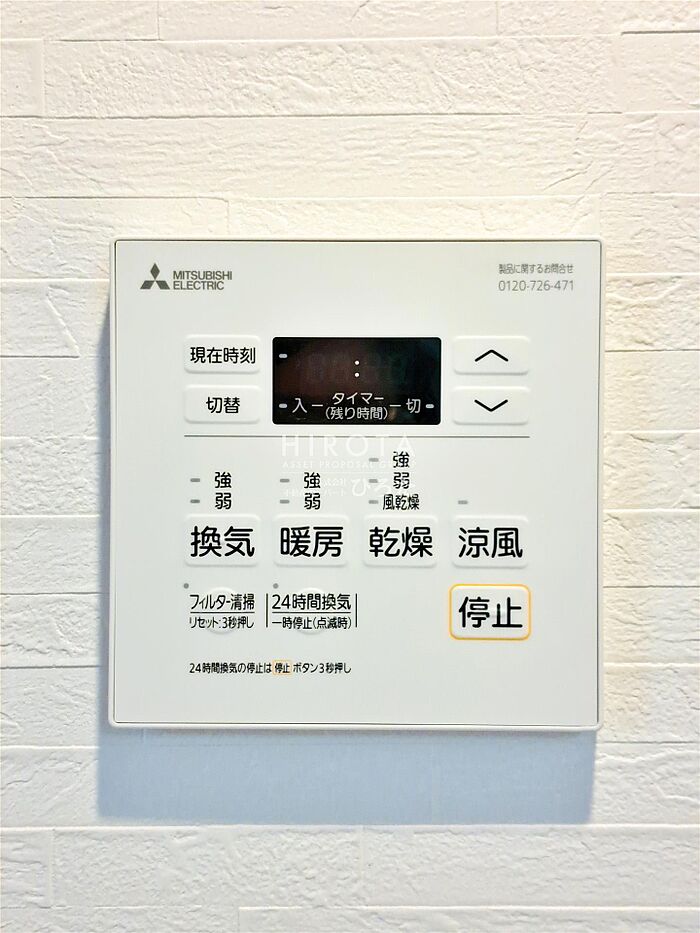 MITSUBISHI
ELECTRIC
製品に関するお問合せ
0120-726-471
現在時刻
:
切替
入 タイマー 切
(残り時間)
HIROTA
ASSET PROPOSAL
強
弱
強
弱
強
弱
風乾燥
換気
暖房
乾燥
涼風
フィルター清掃
リセット:3秒押し
24時間換気
一時停止(点滅時)
停止
24時間換気の停止は 停止 ボタン3秒押し